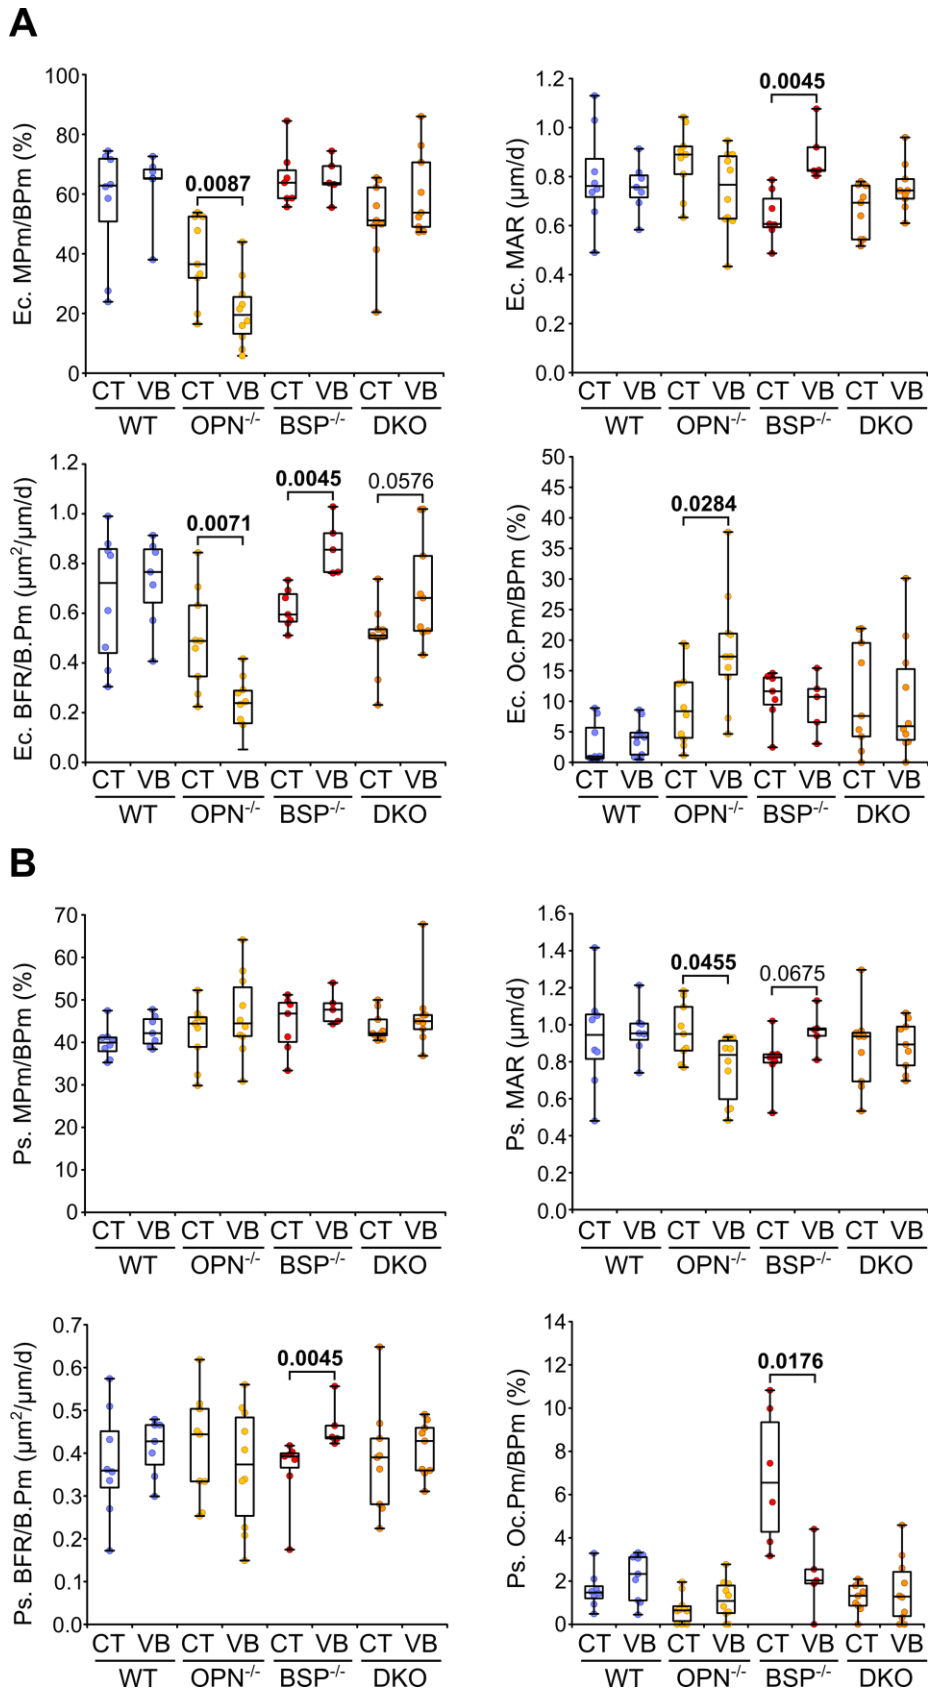 A
Ec. MPm/BPm (%)
100
80
60
40
20
0
0.0087
CT VB CT VB CT VB CT VB
WT OPN-/- BSP-/- DKO
Ec. MAR (µm/d)
1.2
1.0
0.8
0.6
0.4
0.2
0.0
0.0045
CT VB CT VB CT VB CT VB
WT OPN-/- BSP-/- DKO
Ec. BFR/B.Pm (µm²/µm/d)
1.2
1.0
0.8
0.6
0.4
0.2
0.0
0.0071
0.0045
0.0576
CT VB CT VB CT VB CT VB
WT OPN-/- BSP-/- DKO
Ec. Oc.Pm/BPm (%)
50
45
40
35
30
25
20
15
10
5
0
0.0284
CT VB CT VB CT VB CT VB
WT OPN-/- BSP-/- DKO
B
Ps. MPm/BPm (%)
70
60
50
40
30
20
10
0
CT VB CT VB CT VB CT VB
WT OPN-/- BSP-/- DKO
Ps. MAR (µm/d)
1.6
1.4
1.2
1.0
0.8
0.6
0.4
0.2
0.0
0.0455
0.0675
CT VB CT VB CT VB CT VB
WT OPN-/- BSP-/- DKO
Ps. BFR/B.Pm (µm²/µm/d)
0.7
0.6
0.5
0.4
0.3
0.2
0.1
0.0
0.0045
CT VB CT VB CT VB CT VB
WT OPN-/- BSP-/- DKO
Ps. Oc.Pm/BPm (%)
14
12
10
8
6
4
2
0
0.0176
CT VB CT VB CT VB CT VB
WT OPN-/- BSP-/- DKO